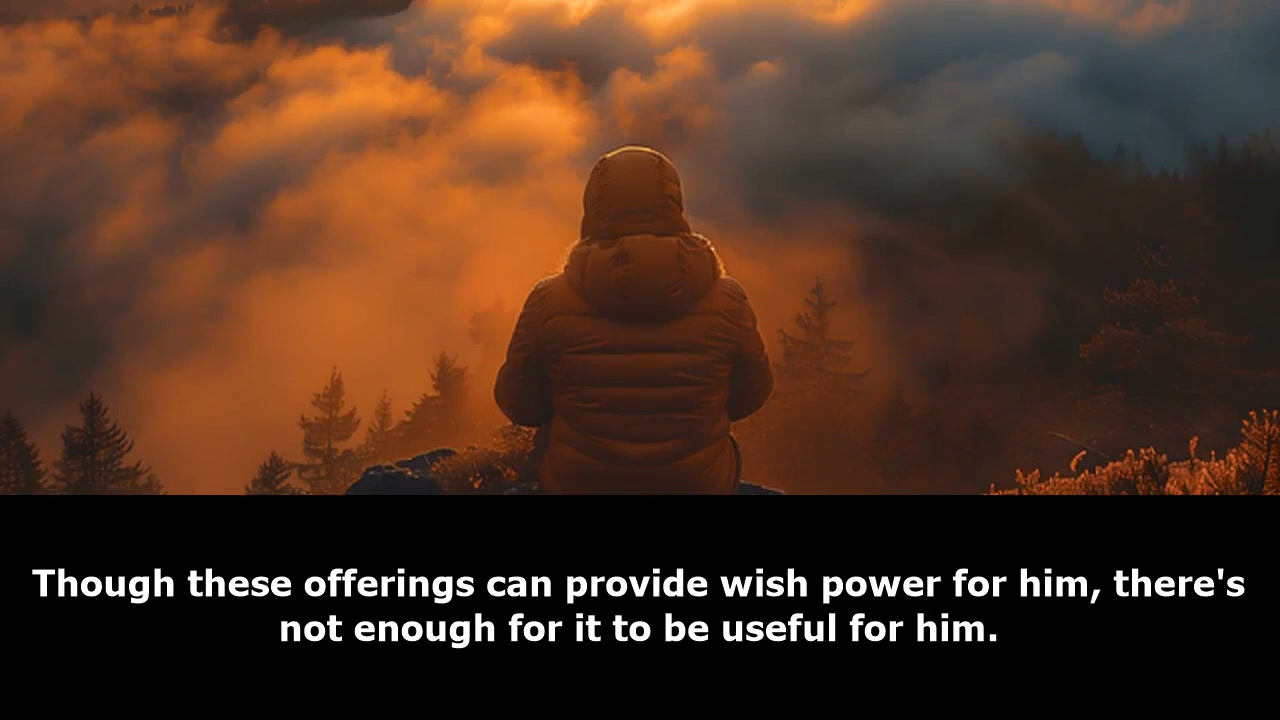 Though these offerings can provide wish power for him, there's
not enough for it to be useful for him.